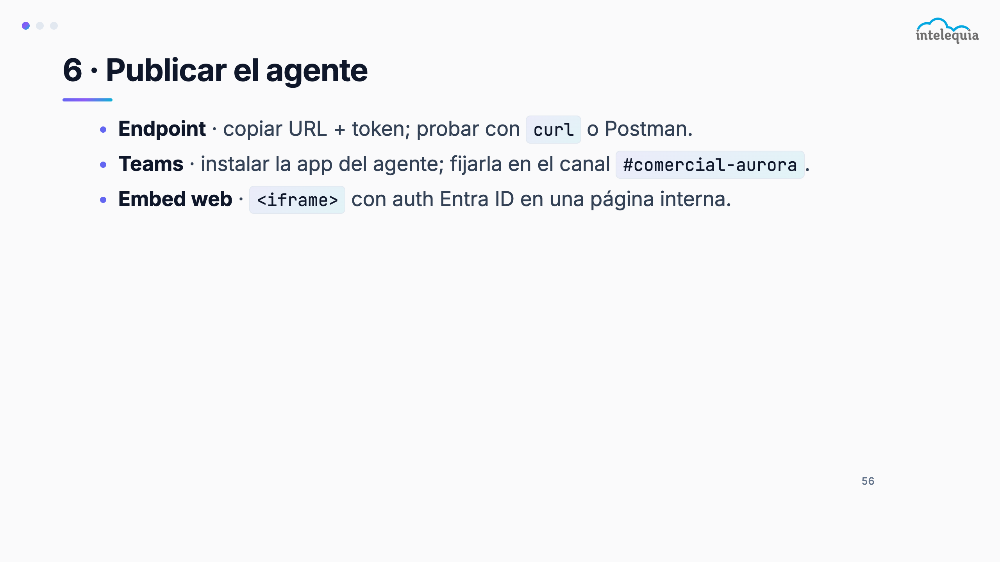 intelequia
6 · Publicar el agente
• Endpoint · copiar URL + token; probar con curl o Postman.
• Teams · instalar la app del agente; fijarla en el canal #comercial-aurora.
• Embed web · <iframe> con auth Entra ID en una página interna.
56